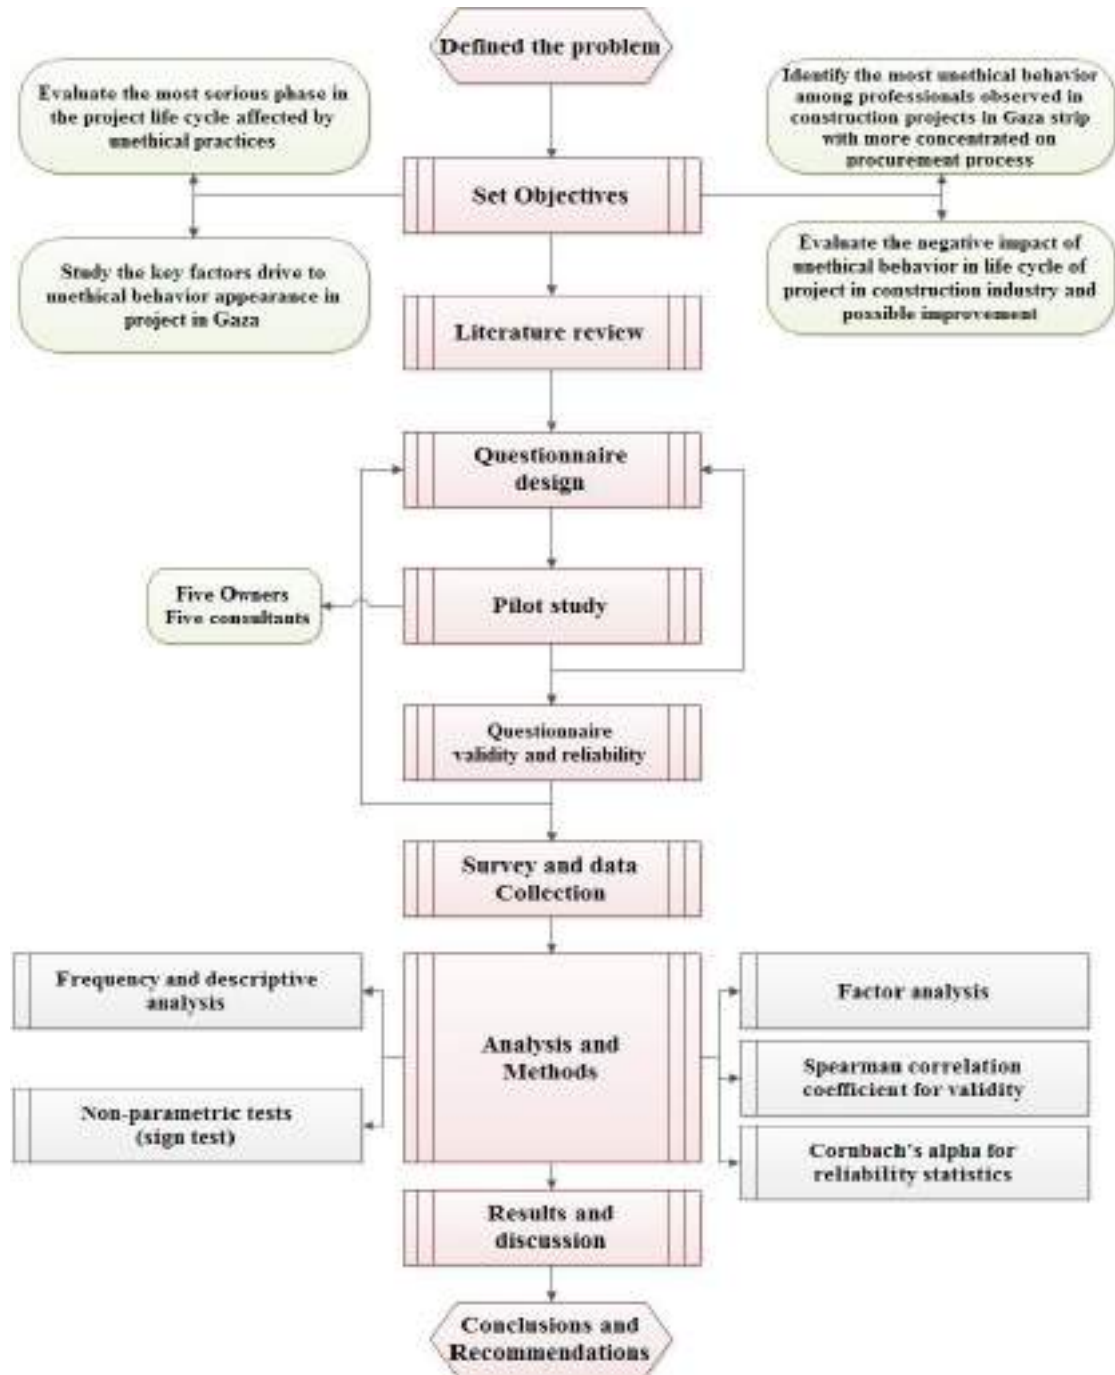 Defined the problem
Evaluate the most serious phase
in the project life cycle affected by
unethical practices
Identify the most unethical behavior
among professionals observed in
construction projects in Gaza strip
with more concentrated on
procurement process
Set Objectives
Study the key factors drive to
unethical behavior appearance in
project in Gaza
Evaluate the negative impact of
unethical behavior in life cycle of
project in construction industry and
possible improvement
Literature review
Questionnaire
design
Five Owners
Five consultants
Pilot study
Questionnaire
validity and reliability
Survey and data
Collection
Frequency and descriptive
analysis
Non-parametric tests
(sign test)
Analysis and
Methods
Factor analysis
Spearman correlation
coefficient for validity
Cornbach's alpha for
reliability statistics
Results and
discussion
Conclusions and
Recommendations